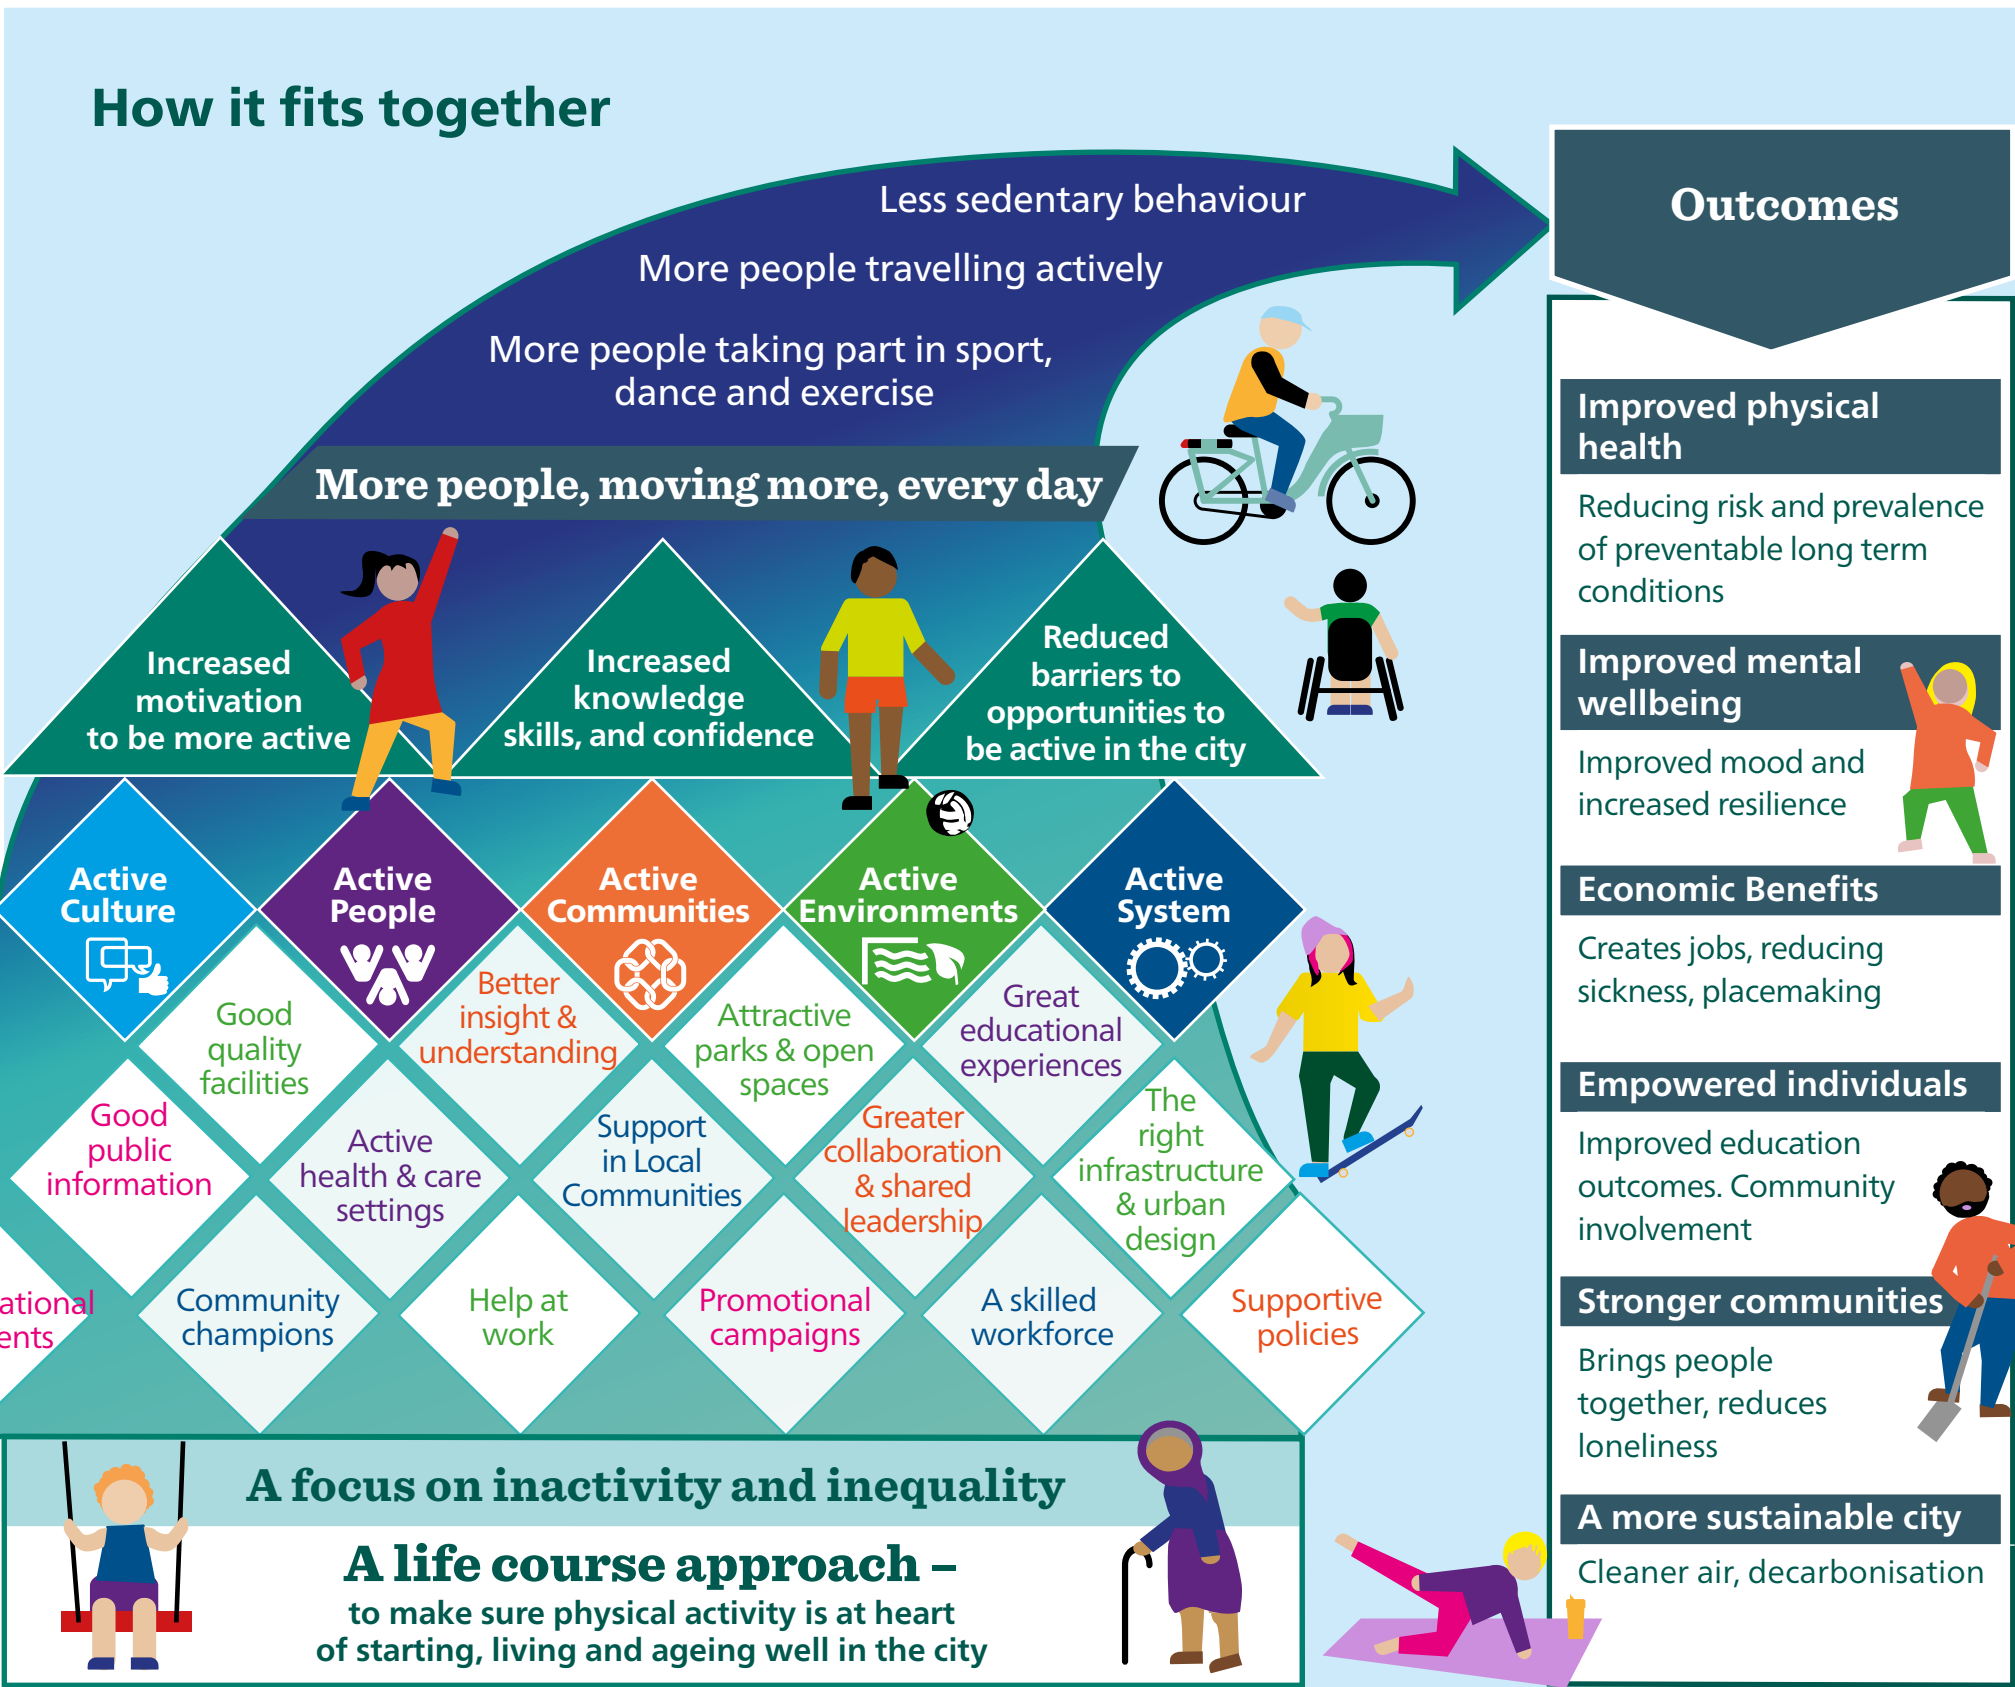 How it fits together
Less sedentary behaviour
More people travelling actively
More people taking part in sport,
dance and exercise
More people, moving more, every day
Increased
motivation
to be more active
Increased
knowledge
skills, and confidence
Reduced
barriers to
opportunities to
be active in the city
Active
Culture
Active
People
Active
Communities
Active
Environments
Active
System
Good
quality
facilities
Better
insight &
understanding
Attractive
parks & open
spaces
Great
educational
experiences
Good
public
information
Active
health & care
settings
Support
in Local
Communities
Greater
collaboration
& shared
leadership
The
right
infrastructure
& urban
design
ational
ents
Community
champions
Help at
work
Promotional
campaigns
A skilled
workforce
Supportive
policies
A focus on inactivity and inequality
A life course approach –
to make sure physical activity is at heart
of starting, living and ageing well in the city
Outcomes
Improved physical
health
Reducing risk and prevalence
of preventable long term
conditions
Improved mental
wellbeing
Improved mood and
increased resilience
Economic Benefits
Creates jobs, reducing
sickness, placemaking
Empowered individuals
Improved education
outcomes. Community
involvement
Stronger communities
Brings people
together, reduces
loneliness
A more sustainable city
Cleaner air, decarbonisation